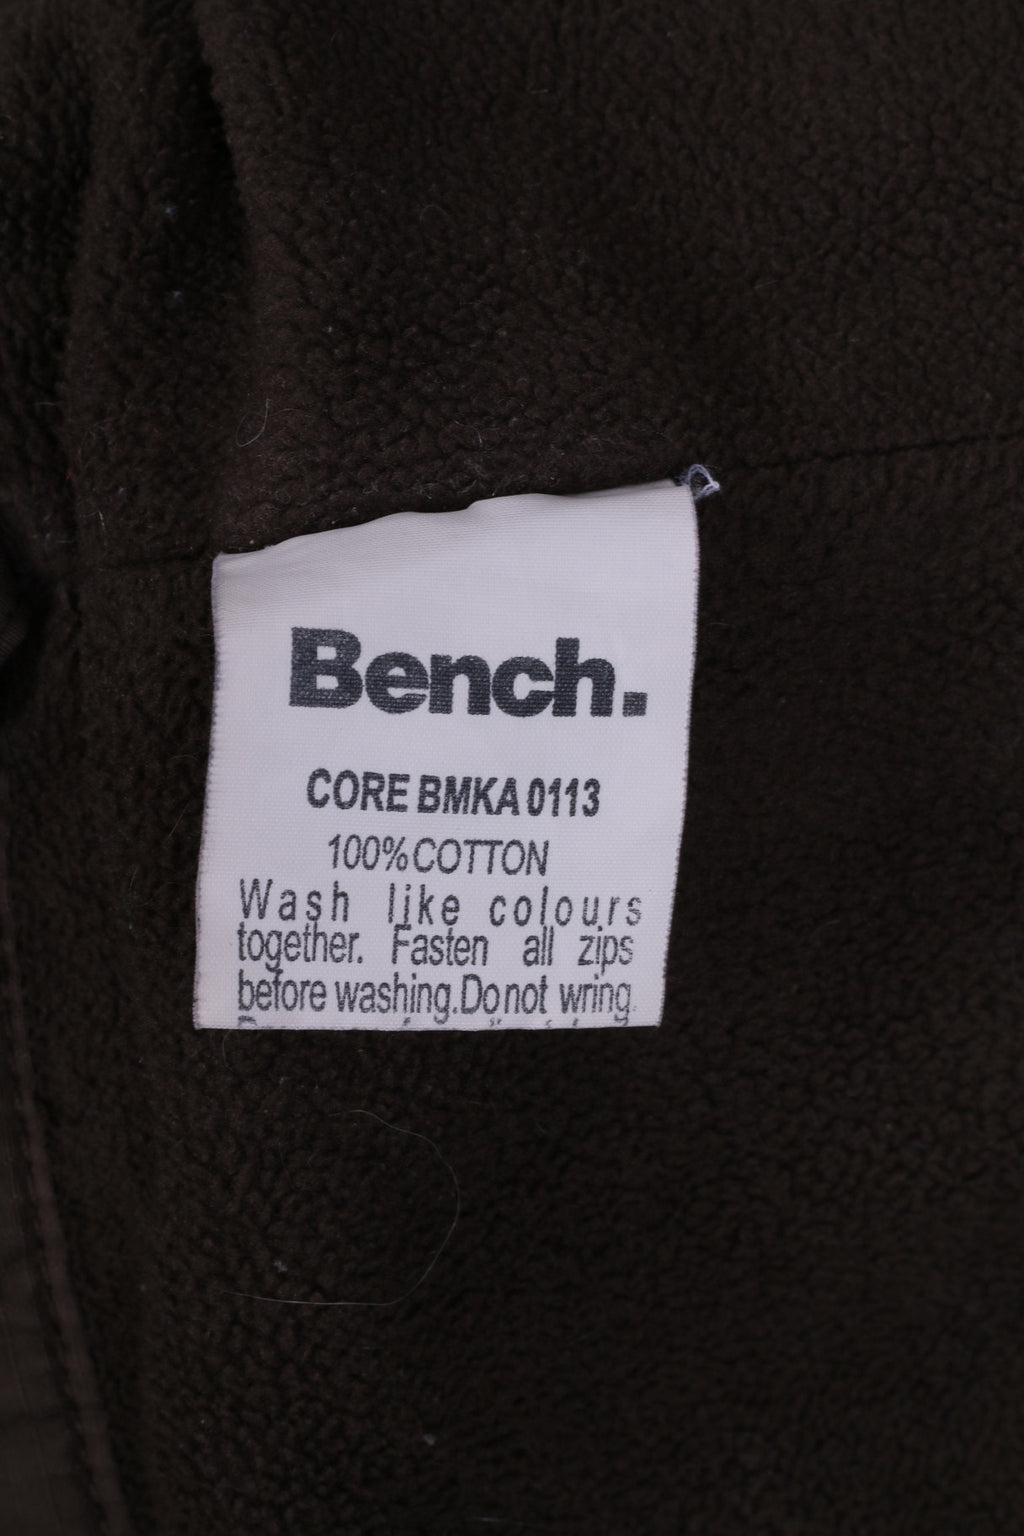 Bench.
CORE BMKA 0113
100% COTTON
Wash like colours
together. Fasten all zips
before washing. Do not wring.